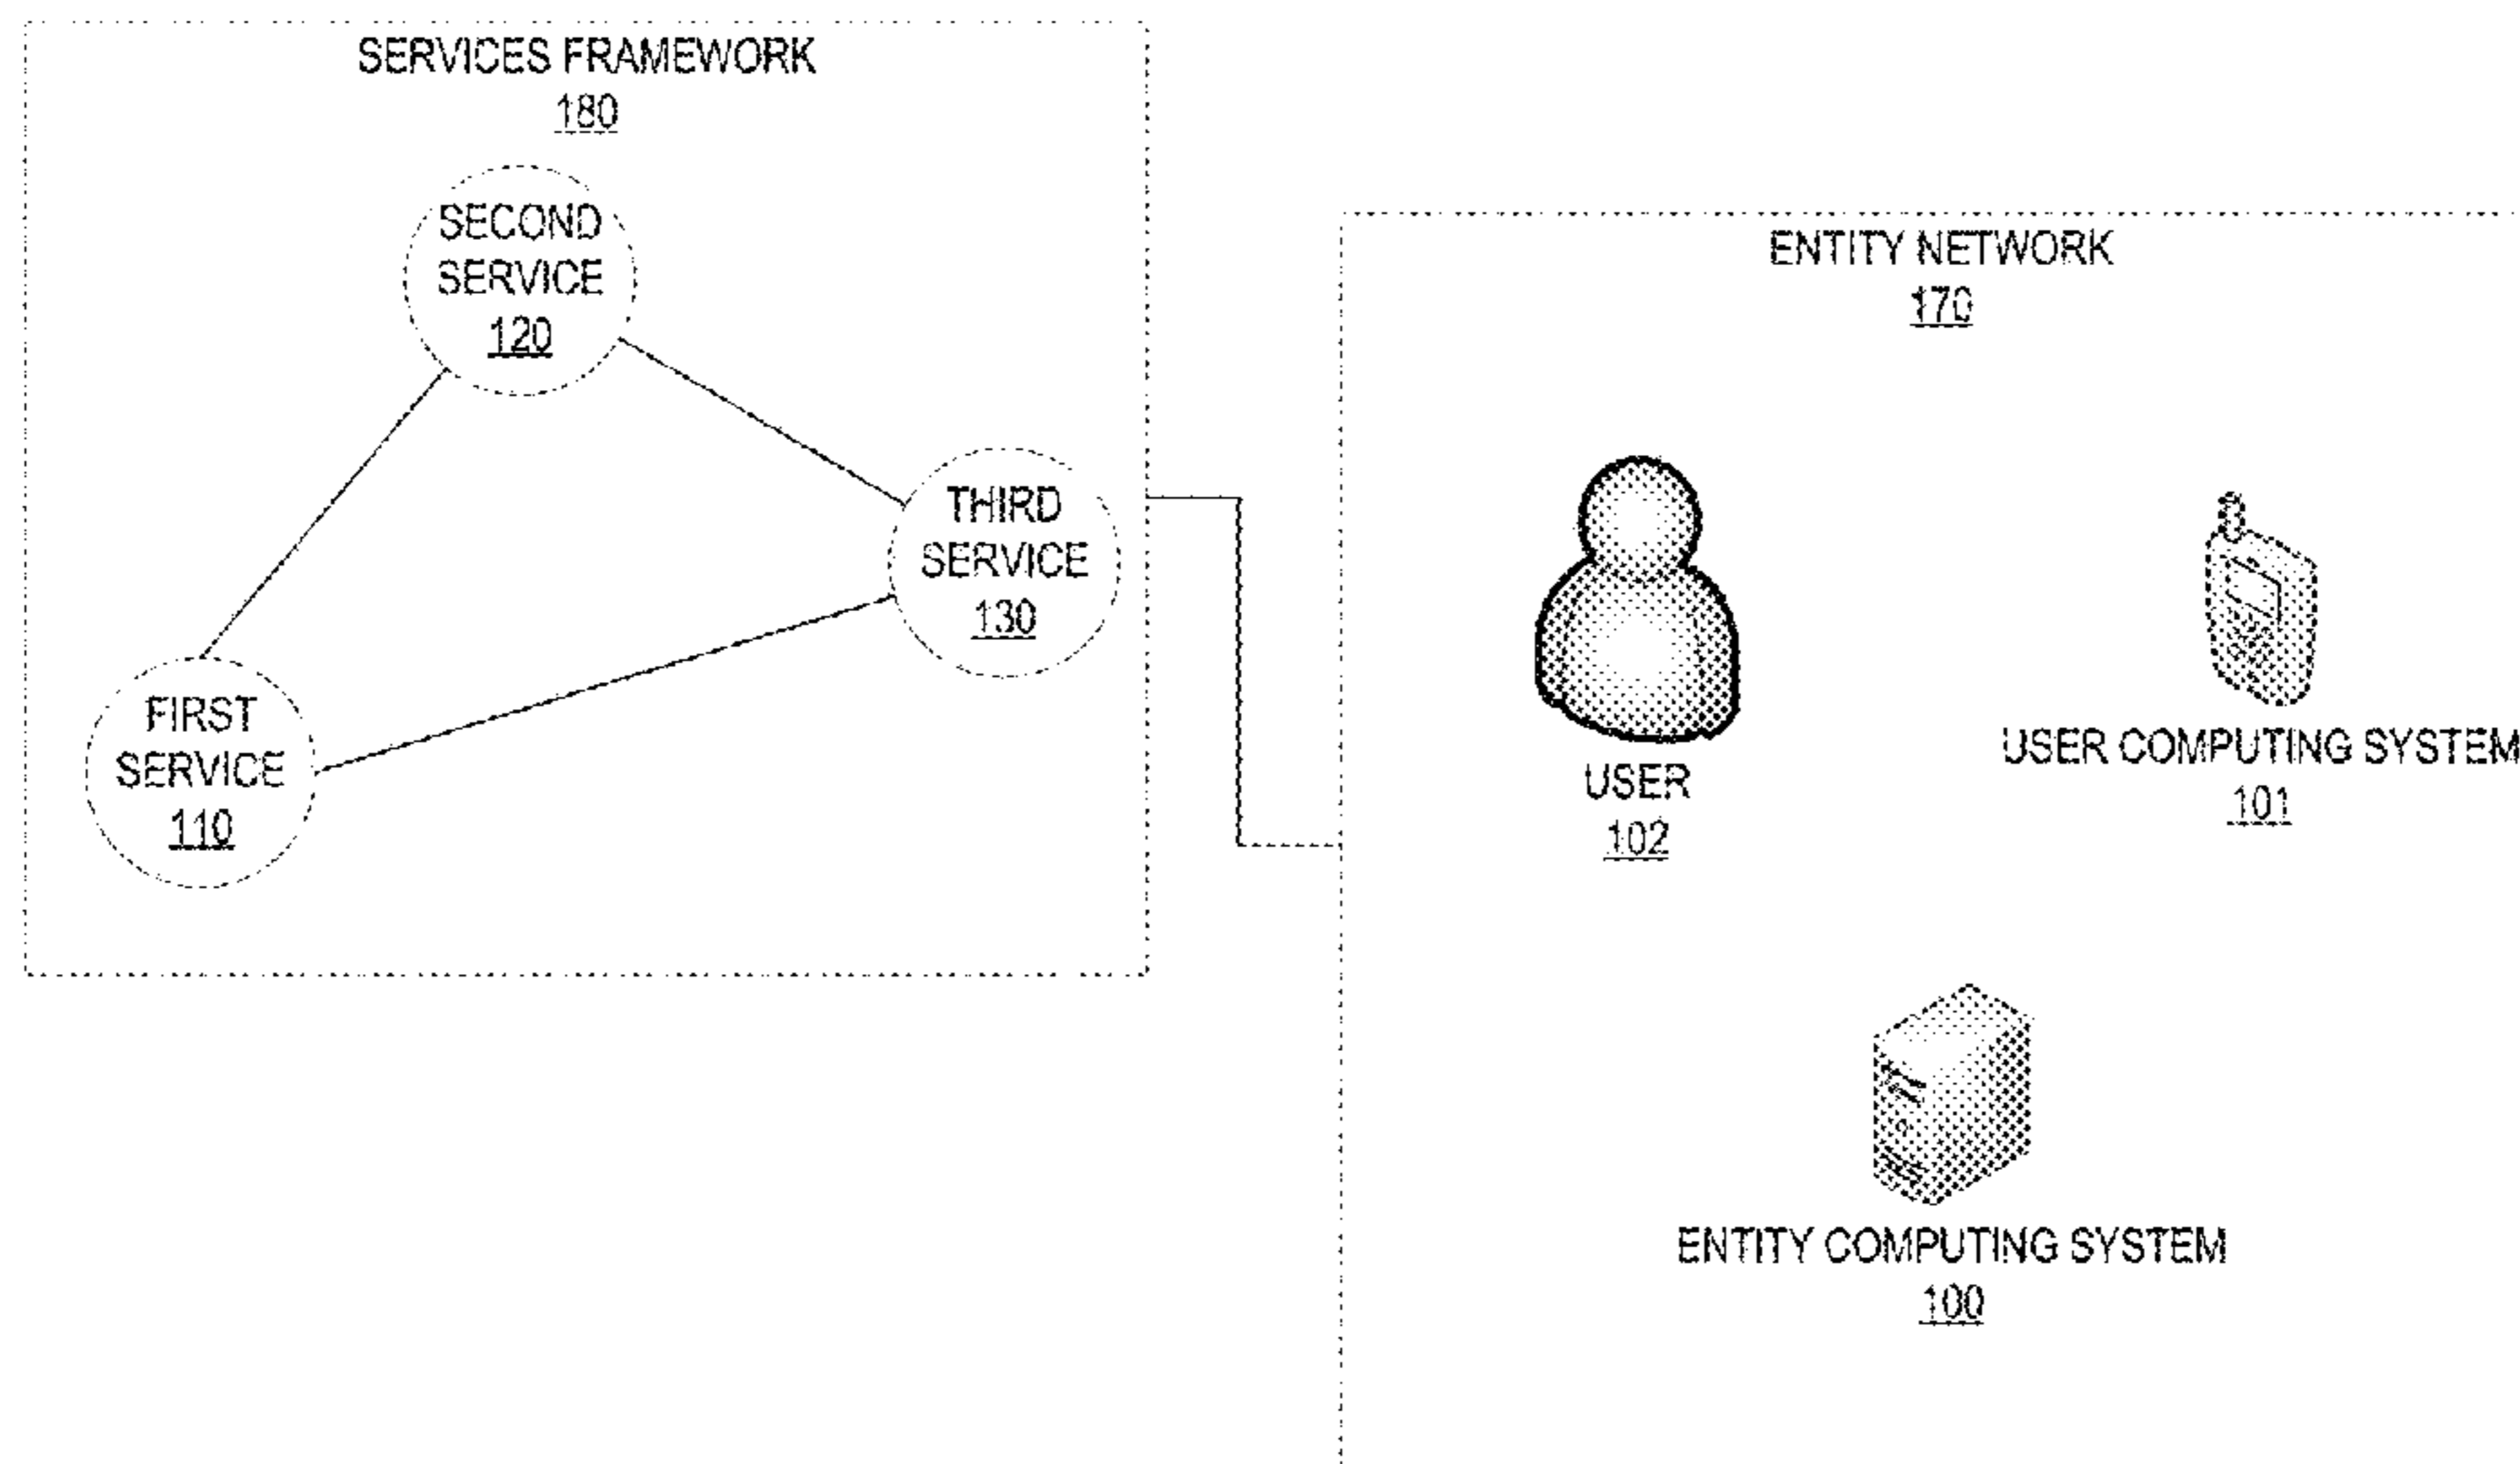 SERVICES FRAMEWORK
180
SECOND
SERVICE
120
THIRD
SERVICE
130
FIRST
SERVICE
110
ENTITY NETWORK
170
USER
102
USER COMPUTING SYSTEM
101
ENTITY COMPUTING SYSTEM
100